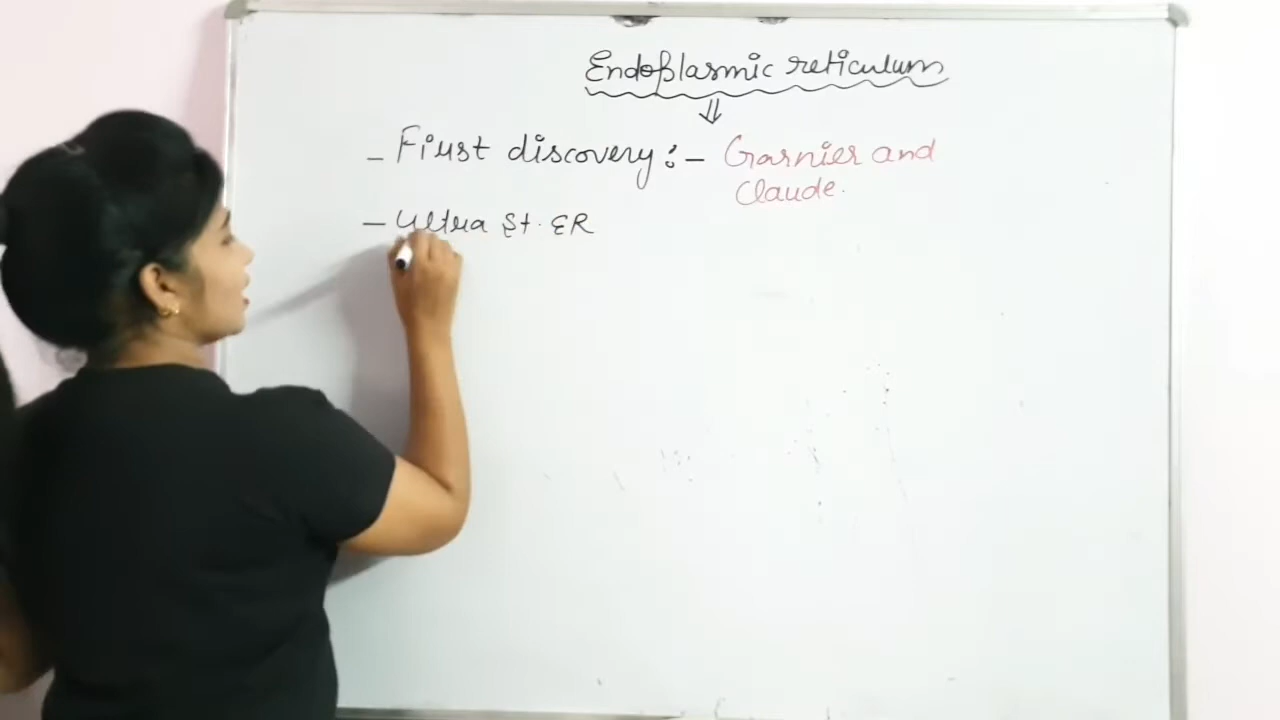 Endoplasmic reticulum
⇓
- First discovery :- Garnier and
Claude.
- Ultra St. ER